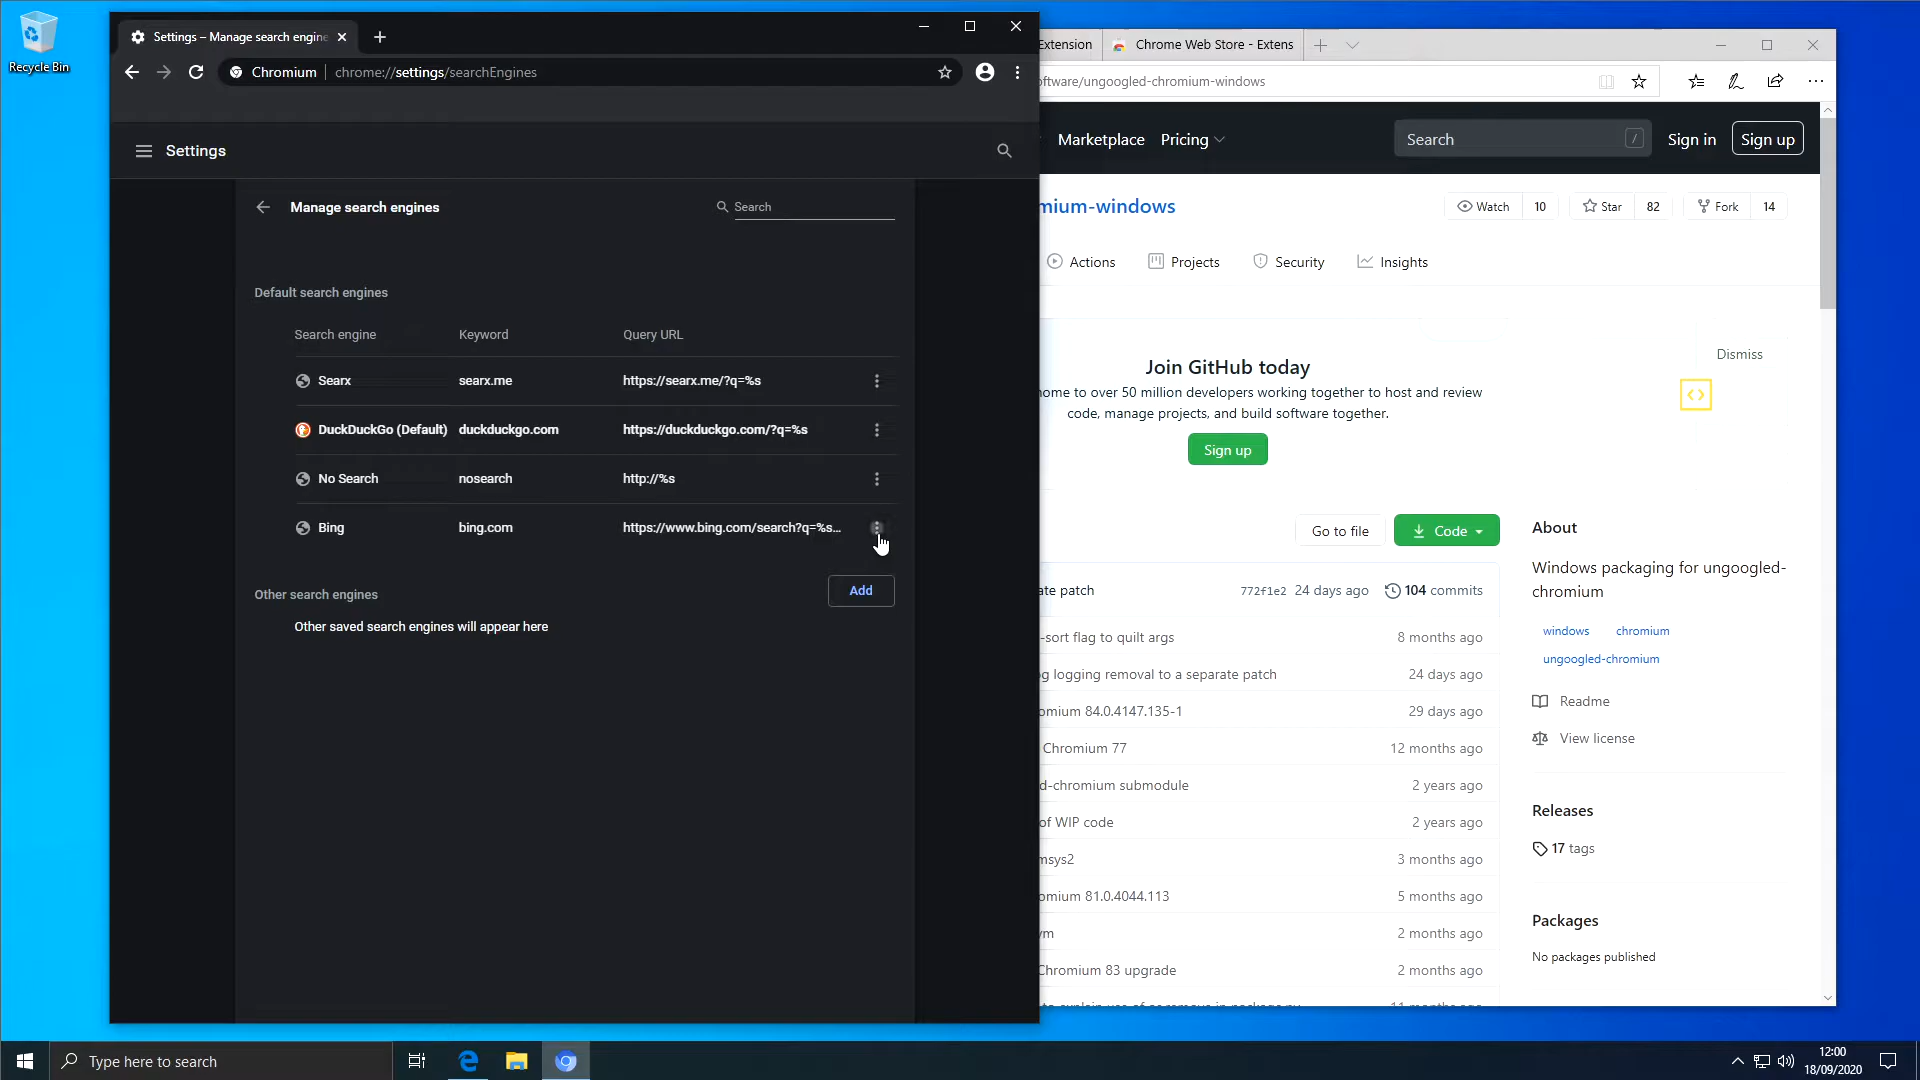 Recycle Bin
Settings – Manage search engine
Chromium
chrome://settings/searchEngines
Settings
Manage search engines
Search
Default search engines
Search engine Keyword Query URL
Searx searx.me https://searx.me/?q=%s
DuckDuckGo (Default) duckduckgo.com https://duckduckgo.com/?q=%s
No Search nosearch http://%s
Bing bing.com https://www.bing.com/search?q=%s...
Other search engines
Add
Other saved search engines will appear here
Extension
Chrome Web Store - Extens
oftware/ungoogled-chromium-windows
Marketplace Pricing
Search /
Sign in
Sign up
mium-windows
Watch 10
Star 82
Fork 14
Actions Projects Security Insights
Dismiss
Join GitHub today
home to over 50 million developers working together to host and review
code, manage projects, and build software together.
Sign up
Go to file
Code
ate patch 772f1e2 24 days ago 104 commits
-sort flag to quilt args 8 months ago
g logging removal to a separate patch 24 days ago
omium 84.0.4147.135-1 29 days ago
Chromium 77 12 months ago
d-chromium submodule 2 years ago
of WIP code 2 years ago
msys2 3 months ago
omium 81.0.4044.113 5 months ago
ym 2 months ago
Chromium 83 upgrade 2 months ago
About
Windows packaging for ungoogled-
chromium
windows chromium
ungoogled-chromium
Readme
View license
Releases
17 tags
Packages
No packages published
Type here to search
12:00
18/09/2020